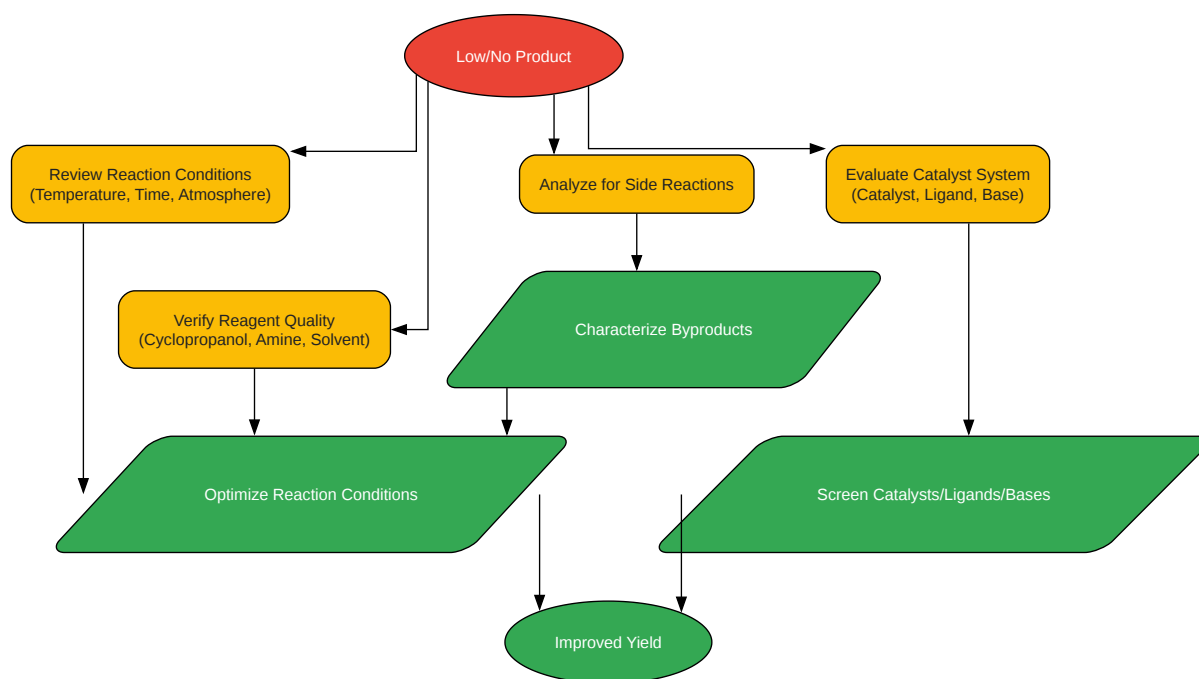 Low/No Product
Review Reaction Conditions
(Temperature, Time, Atmosphere)
Analyze for Side Reactions
Evaluate Catalyst System
(Catalyst, Ligand, Base)
Verify Reagent Quality
(Cyclopropanol, Amine, Solvent)
Characterize Byproducts
Optimize Reaction Conditions
Screen Catalysts/Ligands/Bases
Improved Yield